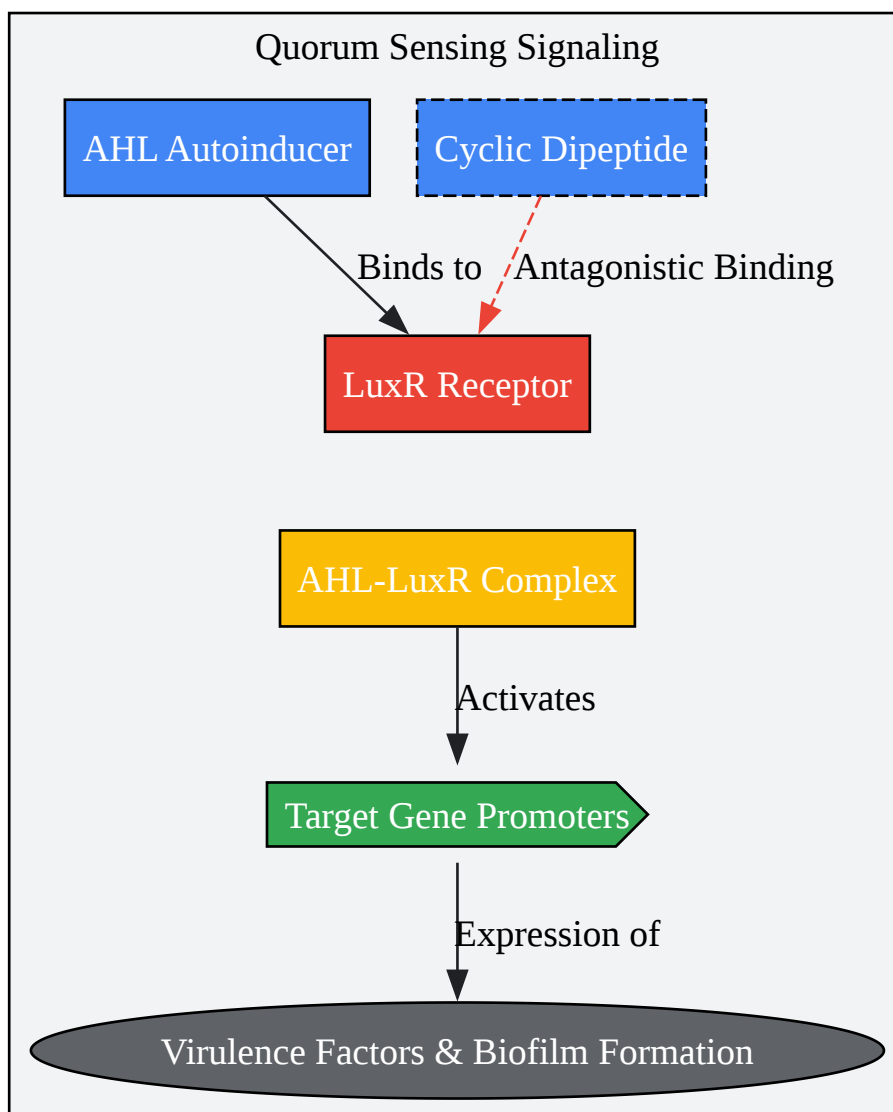 Quorum Sensing Signaling
AHL Autoinducer
Cyclic Dipeptide
Binds to
Antagonistic Binding
LuxR Receptor
AHL-LuxR Complex
Activates
Target Gene Promoters
Expression of
Virulence Factors & Biofilm Formation